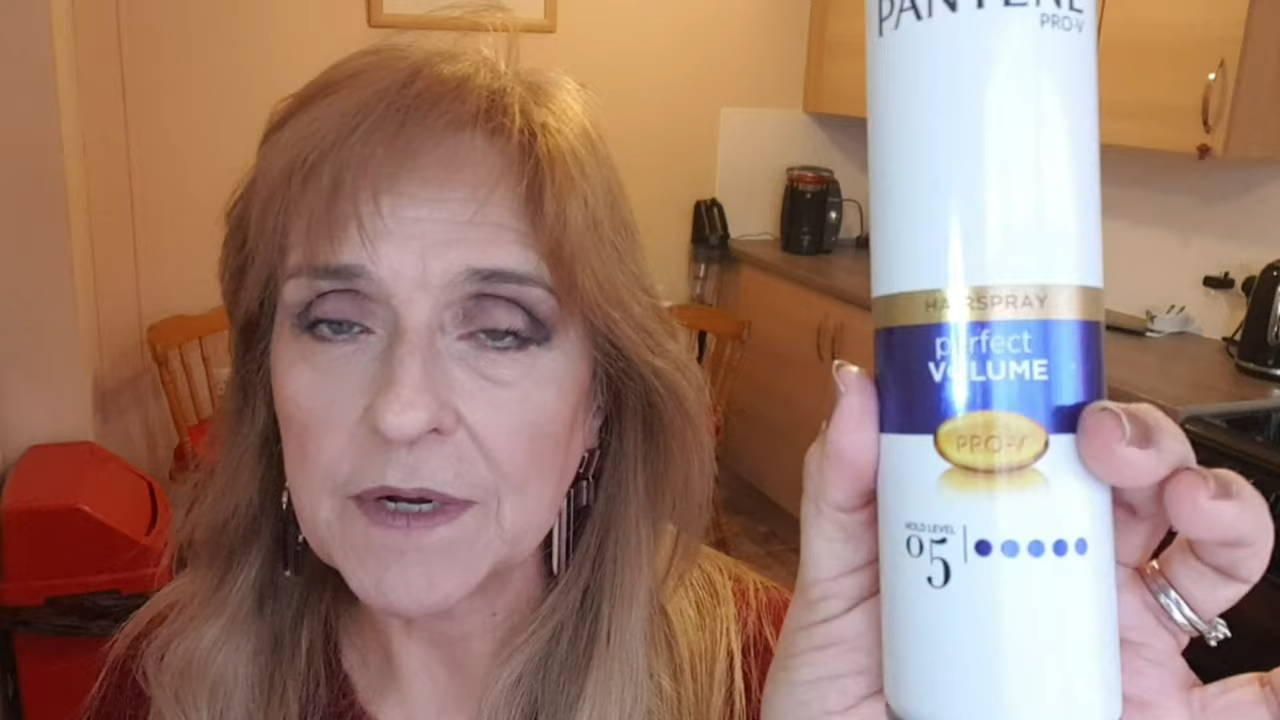 PANTENE
PRO-V
HAIRSPRAY
perfect
VOLUME
PRO-V
HOLD LEVEL
05